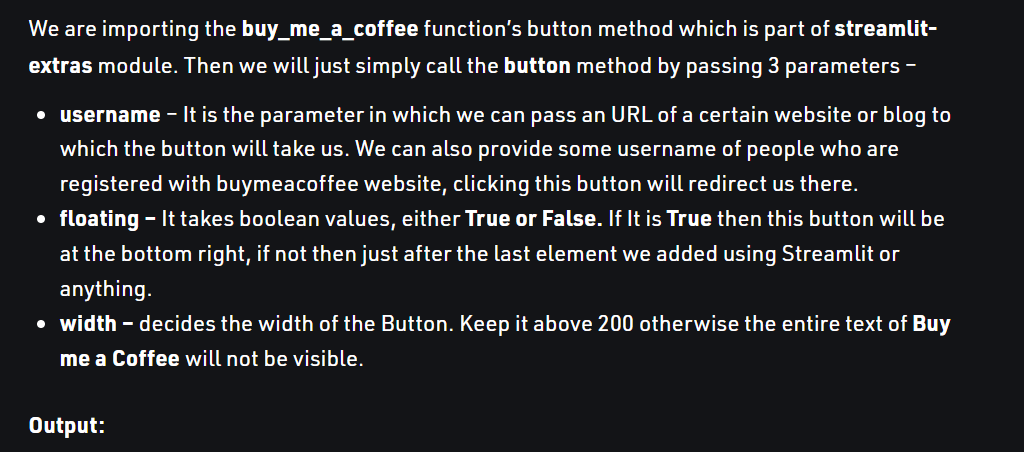 We are importing the buy_me_a_coffee function’s button method which is part of streamlit-
extras module. Then we will just simply call the button method by passing 3 parameters –
• username – It is the parameter in which we can pass an URL of a certain website or blog to
which the button will take us. We can also provide some username of people who are
registered with buymeacoffee website, clicking this button will redirect us there.
• floating – It takes boolean values, either True or False. If It is True then this button will be
at the bottom right, if not then just after the last element we added using Streamlit or
anything.
• width – decides the width of the Button. Keep it above 200 otherwise the entire text of Buy
me a Coffee will not be visible.
Output: